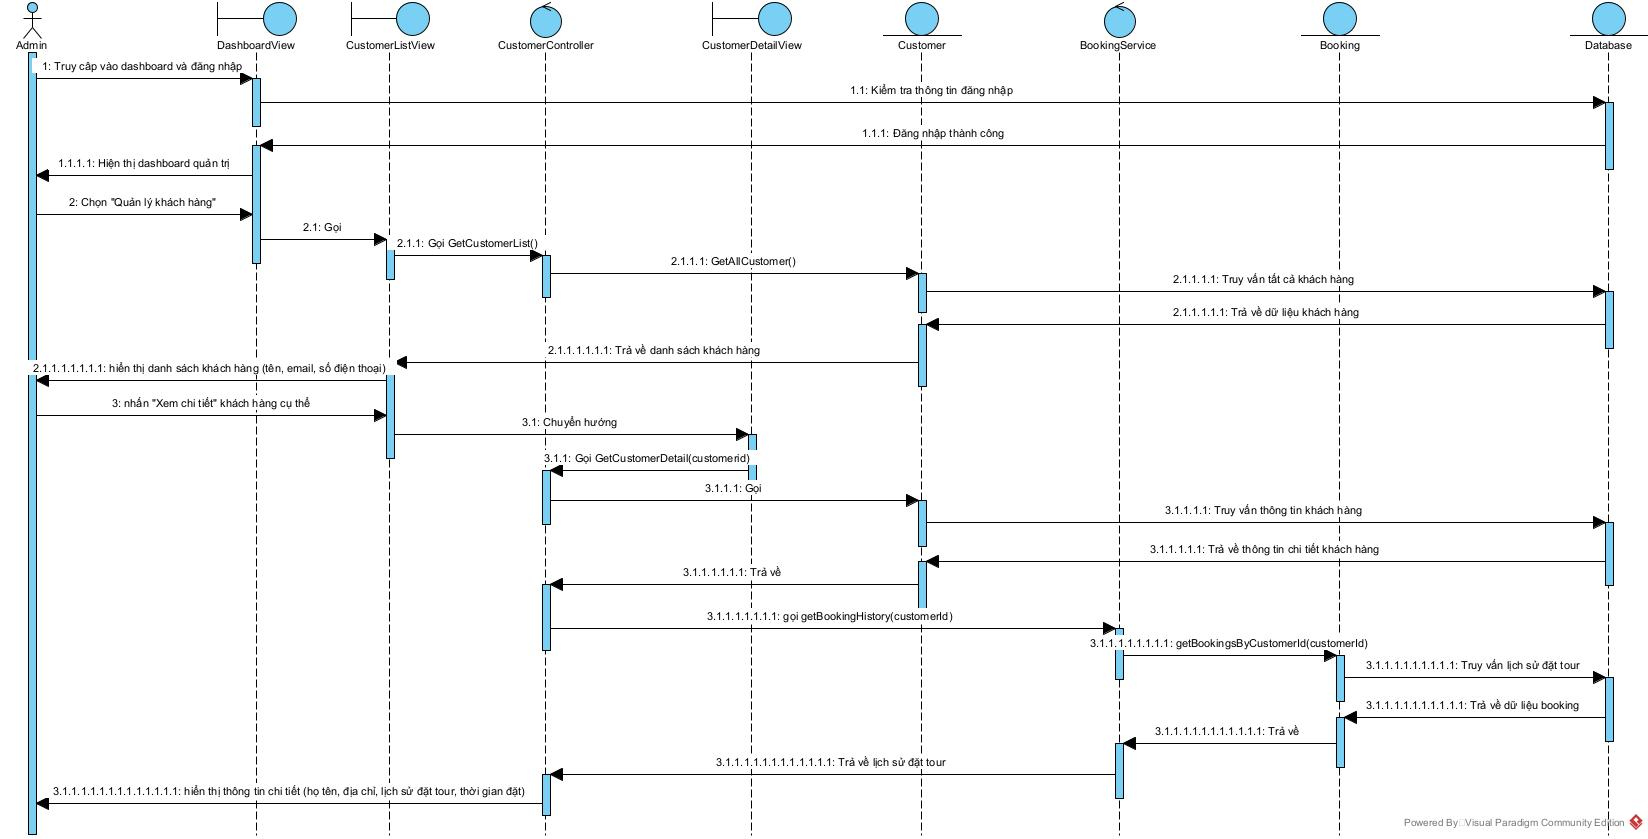 Admin
DashboardView
CustomerListView
CustomerController
CustomerDetailView
Customer
BookingService
Booking
Database
1: Truy câp vào dashboard và đăng nhập
1.1: Kiểm tra thông tin đăng nhập
1.1.1: Đăng nhập thành công
1.1.1.1: Hiện thị dashboard quản trị
2: Chọn "Quản lý khách hàng"
2.1: Gọi
2.1.1: Gọi GetCustomerList()
2.1.1.1: GetAllCustomer()
2.1.1.1.1: Truy vấn tất cả khách hàng
2.1.1.1.1.1: Trả về dữ liệu khách hàng
2.1.1.1.1.1.1: Trả về danh sách khách hàng
2.1.1.1.1.1.1.1: hiển thị danh sách khách hàng (tên, email, số điện thoại)
3: nhấn "Xem chi tiết" khách hàng cụ thể
3.1: Chuyển hướng
3.1.1: Gọi GetCustomerDetail(customerid)
3.1.1.1: Gọi
3.1.1.1.1: Truy vấn thông tin khách hàng
3.1.1.1.1.1: Trả về thông tin chi tiết khách hàng
3.1.1.1.1.1.1: Trả về
3.1.1.1.1.1.1.1: gọi getBookingHistory(customerId)
3.1.1.1.1.1.1.1.1: getBookingsByCustomerId(customerId)
3.1.1.1.1.1.1.1.1.1: Truy vấn lịch sử đặt tour
3.1.1.1.1.1.1.1.1.1.1: Trả về dữ liệu booking
3.1.1.1.1.1.1.1.1.1.1.1: Trả về
3.1.1.1.1.1.1.1.1.1.1.1.1: Trả về lịch sử đặt tour
3.1.1.1.1.1.1.1.1.1.1.1.1.1: hiển thị thông tin chi tiết (họ tên, địa chỉ, lịch sử đặt tour, thời gian đặt)
Powered By Visual Paradigm Community Edition